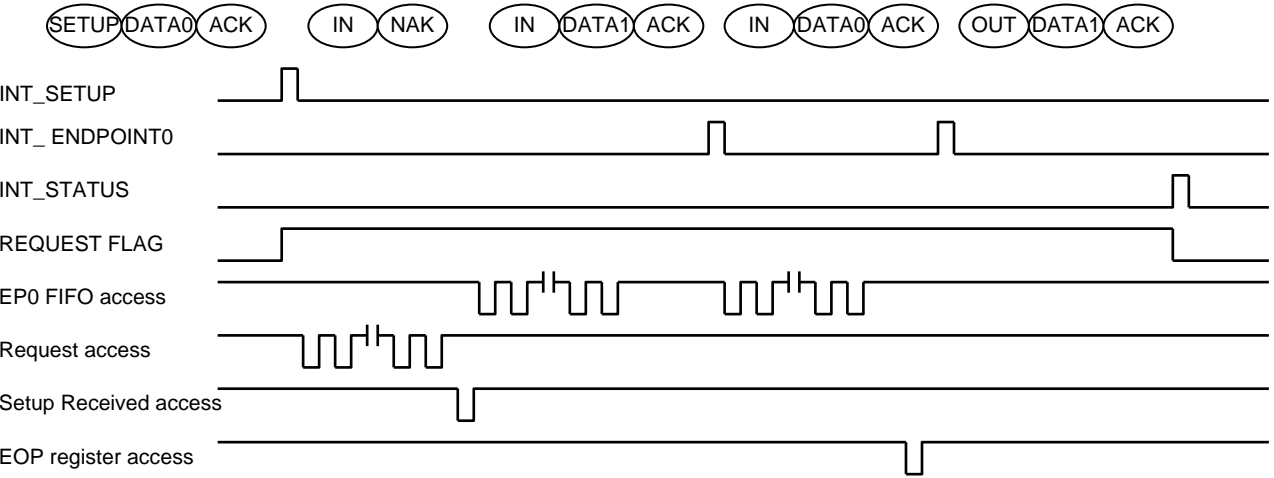 SETUP DATA0 ACK IN NAK IN DATA1 ACK IN DATA0 ACK OUT DATA1 ACK
INT_SETUP
INT_ ENDPOINT0
INT_STATUS
REQUEST FLAG
EP0 FIFO access
Request access
Setup Received access
EOP register access